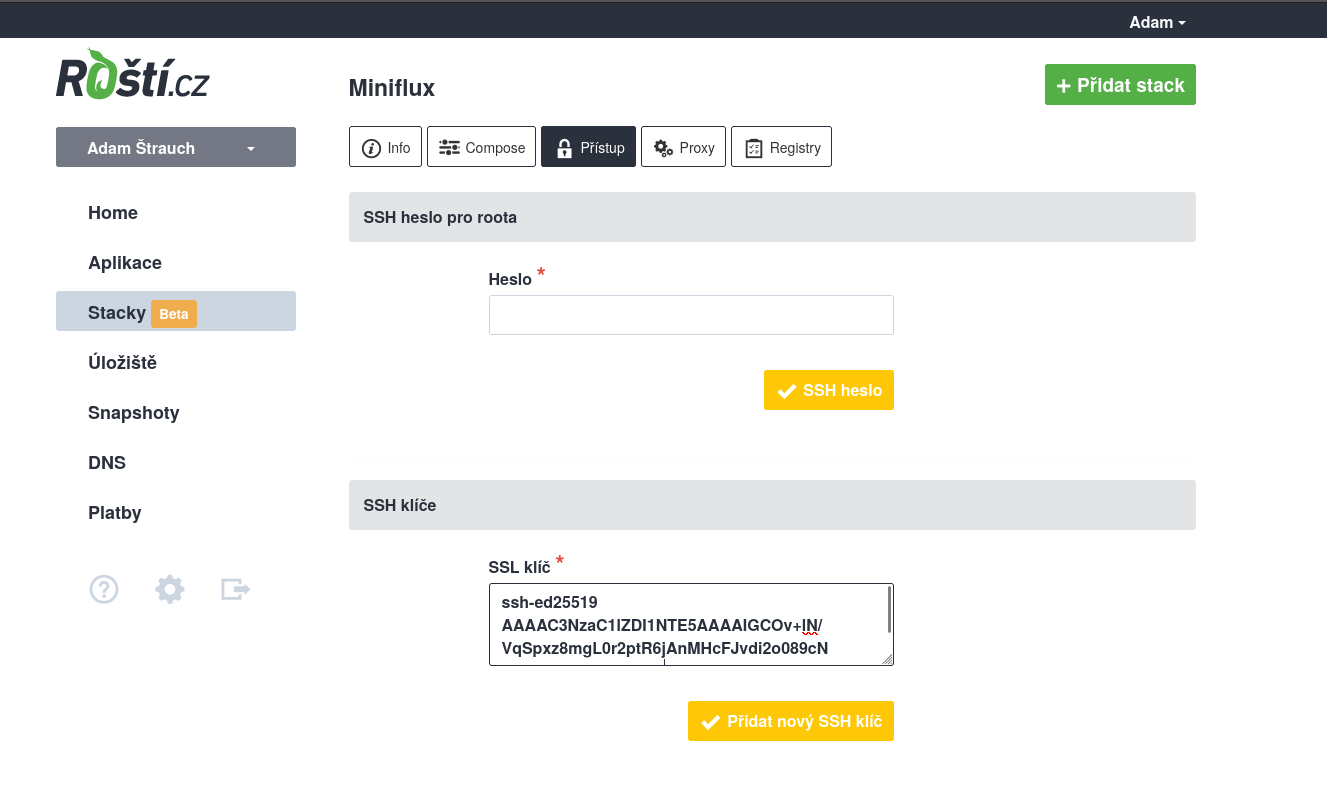 Adam
Roští.cz
Miniflux
+ Přidat stack
Adam Štrauch
Info
Compose
Přístup
Proxy
Registry
Home
Aplikace
Stacky Beta
Úložiště
Snapshoty
DNS
Platby
SSH heslo pro roota
Heslo *
SSH heslo
SSH klíče
SSL klíč *
ssh-ed25519
AAAAC3NzaC1lZDI1NTE5AAAAIGCOv+lN/
VqSpxz8mgL0r2ptR6jAnMHcFJvdi2o089cN
Přidat nový SSH klíč